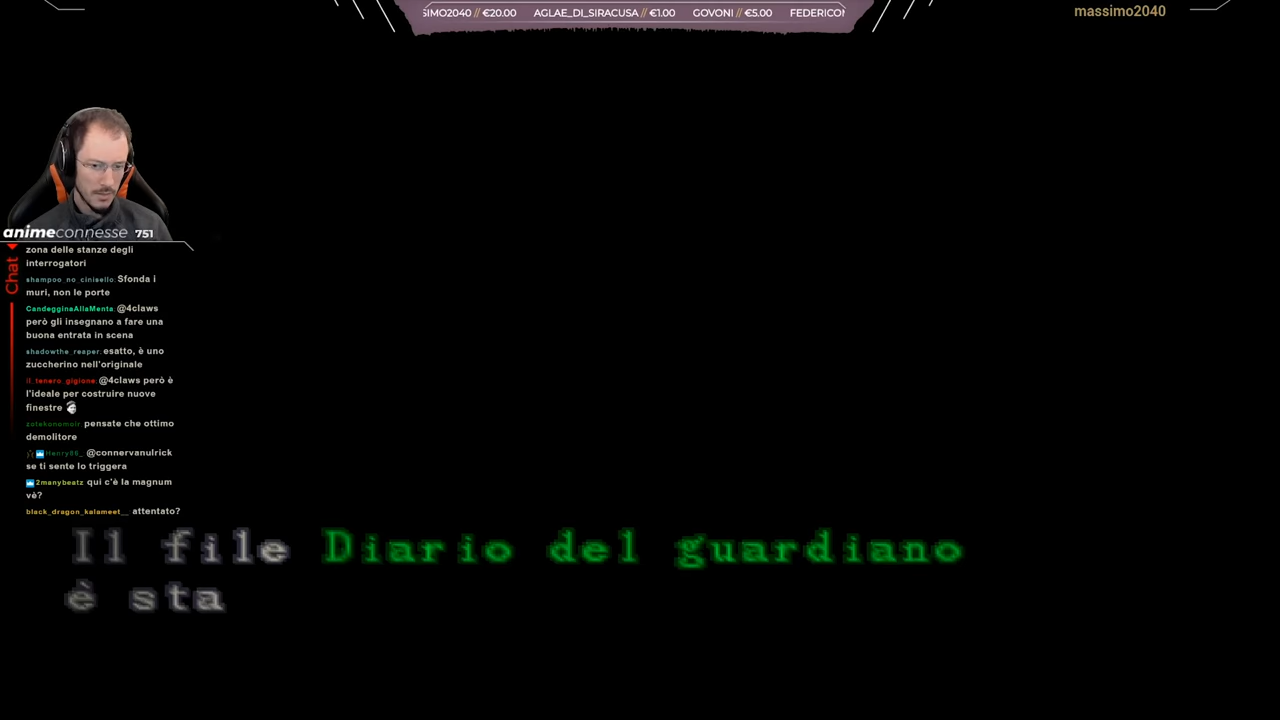 SIMO2040 // €20.00 AGLAE_DI_SIRACUSA // €1.00 GOVONI // €5.00 FEDERICO
massimo2040
animeconnesse 751
Chat
zona delle stanze degli
interrogatori
shampoo_no_cinisello: Sfonda i
muri, non le porte
CandegginaAllaMenta: @4claws
però gli insegnano a fare una
buona entrata in scena
shadowthe_reaper: esatto, è uno
zuccherino nell'originale
il_tenero_gigione: @4claws però è
l'ideale per costruire nuove
finestre
zotekonomoir: pensate che ottimo
demolitore
Henry86_: @connervanulrick
se ti sente lo triggera
2manybeatz qui c'è la magnum
vè?
black_dragon_kalameet__ attentato?
Il file Diario del guardiano
è sta